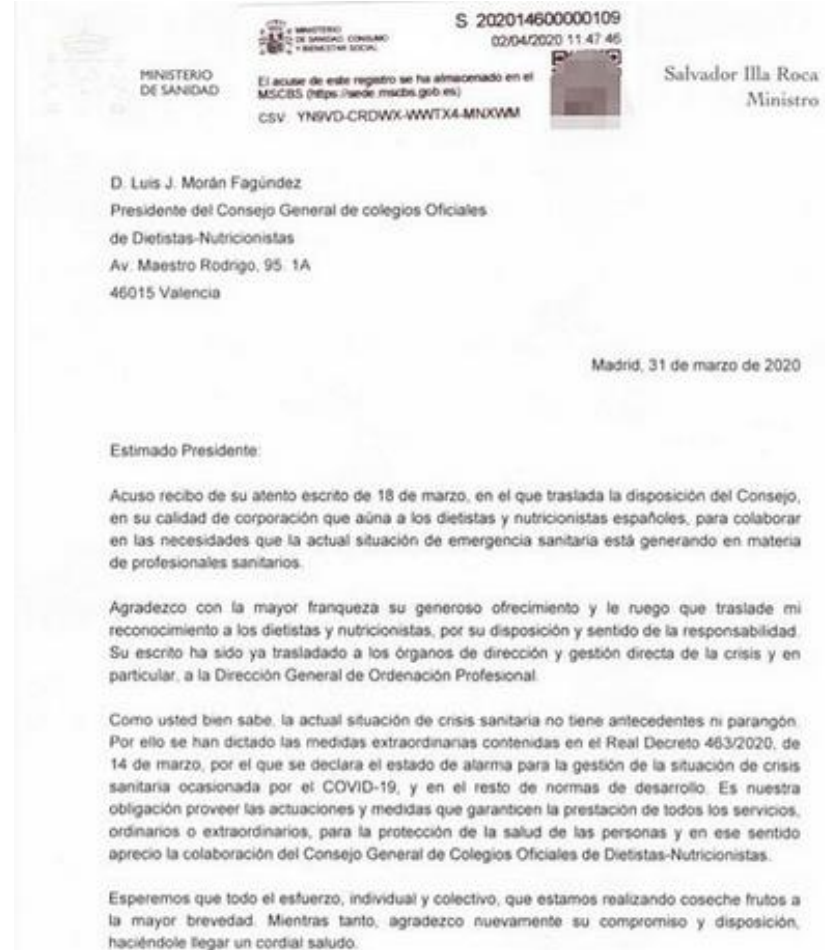 MINISTERIO
DE SANIDAD, CONSUMO
Y BIENESTAR SOCIAL
S 202014600000109
02/04/2020 11:47:46
El acuse de este registro se ha almacenado en el
MSCBS (https://sede.mscbs.gob.es)
CSV: YN9VD-CRDWX-WWTX4-MNXWM
MINISTERIO
DE SANIDAD
Salvador Illa Roca
Ministro
D. Luis J. Morán Fagúndez
Presidente del Consejo General de colegios Oficiales
de Dietistas-Nutricionistas
Av. Maestro Rodrigo, 95. 1A
46015 Valencia
Madrid, 31 de marzo de 2020
Estimado Presidente:
Acuso recibo de su atento escrito de 18 de marzo, en el que traslada la disposición del Consejo,
en su calidad de corporación que aúna a los dietistas y nutricionistas españoles, para colaborar
en las necesidades que la actual situación de emergencia sanitaria está generando en materia
de profesionales sanitarios.
Agradezco con la mayor franqueza su generoso ofrecimiento y le ruego que traslade mi
reconocimiento a los dietistas y nutricionistas, por su disposición y sentido de la responsabilidad.
Su escrito ha sido ya trasladado a los órganos de dirección y gestión directa de la crisis y en
particular, a la Dirección General de Ordenación Profesional.
Como usted bien sabe, la actual situación de crisis sanitaria no tiene antecedentes ni parangón.
Por ello se han dictado las medidas extraordinarias contenidas en el Real Decreto 463/2020, de
14 de marzo, por el que se declara el estado de alarma para la gestión de la situación de crisis
sanitaria ocasionada por el COVID-19, y en el resto de normas de desarrollo. Es nuestra
obligación proveer las actuaciones y medidas que garanticen la prestación de todos los servicios,
ordinarios o extraordinarios, para la protección de la salud de las personas y en ese sentido
aprecio la colaboración del Consejo General de Colegios Oficiales de Dietistas-Nutricionistas.
Esperemos que todo el esfuerzo, individual y colectivo, que estamos realizando coseche frutos a
la mayor brevedad. Mientras tanto, agradezco nuevamente su compromiso y disposición,
haciéndole llegar un cordial saludo.